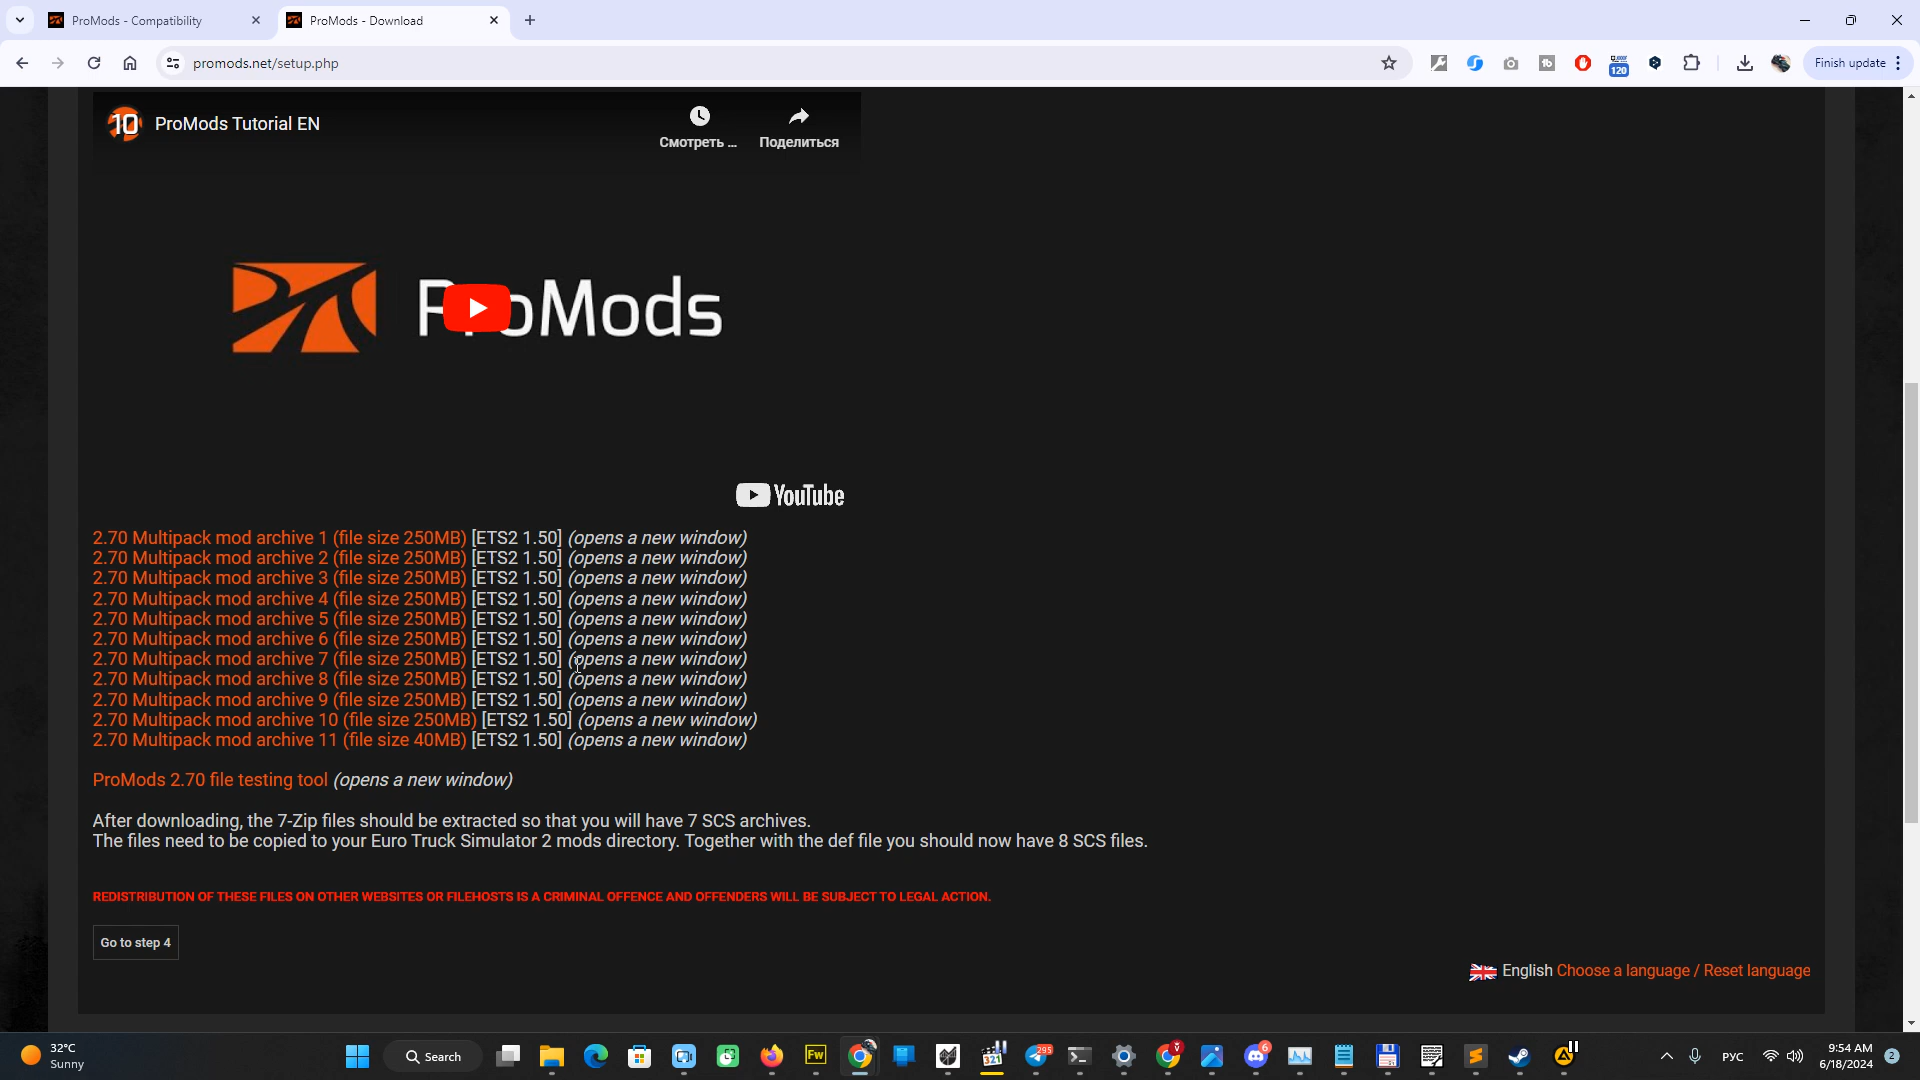 ProMods - Compatibility
ProMods - Download
promods.net/setup.php
120
Finish update
10
ProMods Tutorial EN
Смотреть ...
Поделиться
ProMods
YouTube
2.70 Multipack mod archive 1 (file size 250MB) [ETS2 1.50] (opens a new window)
2.70 Multipack mod archive 2 (file size 250MB) [ETS2 1.50] (opens a new window)
2.70 Multipack mod archive 3 (file size 250MB) [ETS2 1.50] (opens a new window)
2.70 Multipack mod archive 4 (file size 250MB) [ETS2 1.50] (opens a new window)
2.70 Multipack mod archive 5 (file size 250MB) [ETS2 1.50] (opens a new window)
2.70 Multipack mod archive 6 (file size 250MB) [ETS2 1.50] (opens a new window)
2.70 Multipack mod archive 7 (file size 250MB) [ETS2 1.50] (opens a new window)
2.70 Multipack mod archive 8 (file size 250MB) [ETS2 1.50] (opens a new window)
2.70 Multipack mod archive 9 (file size 250MB) [ETS2 1.50] (opens a new window)
2.70 Multipack mod archive 10 (file size 250MB) [ETS2 1.50] (opens a new window)
2.70 Multipack mod archive 11 (file size 40MB) [ETS2 1.50] (opens a new window)
ProMods 2.70 file testing tool (opens a new window)
After downloading, the 7-Zip files should be extracted so that you will have 7 SCS archives.
The files need to be copied to your Euro Truck Simulator 2 mods directory. Together with the def file you should now have 8 SCS files.
REDISTRIBUTION OF THESE FILES ON OTHER WEBSITES OR FILEHOSTS IS A CRIMINAL OFFENCE AND OFFENDERS WILL BE SUBJECT TO LEGAL ACTION.
Go to step 4
English Choose a language / Reset language
32°C
Sunny
Search
Fw
321
295
6
РУС
9:54 AM
6/18/2024
2